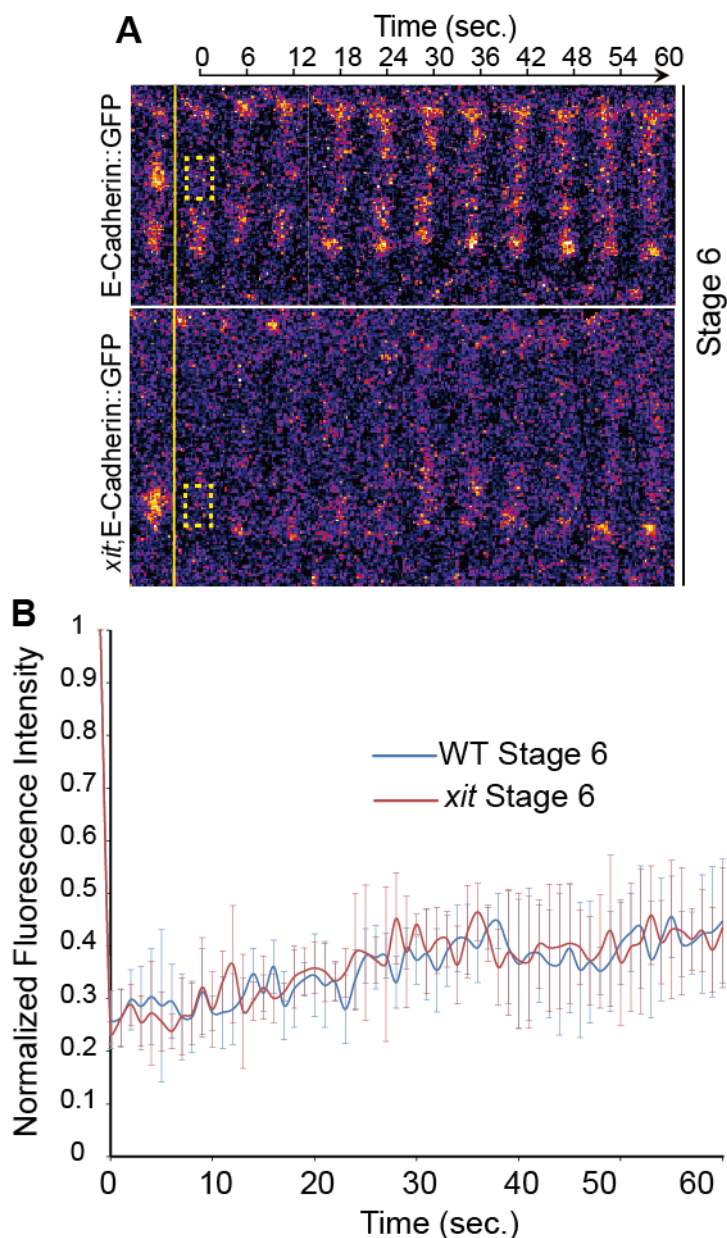 A
Time (sec.)
0 6 12 18 24 30 36 42 48 54 60
E-Cadherin::GFP
xit;E-Cadherin::GFP
Stage 6
B
Normalized Fluorescence Intensity
1
0.9
0.8
0.7
0.6
0.5
0.4
0.3
0.2
0.1
0
WT Stage 6
xit Stage 6
0 10 20 30 40 50 60
Time (sec.)